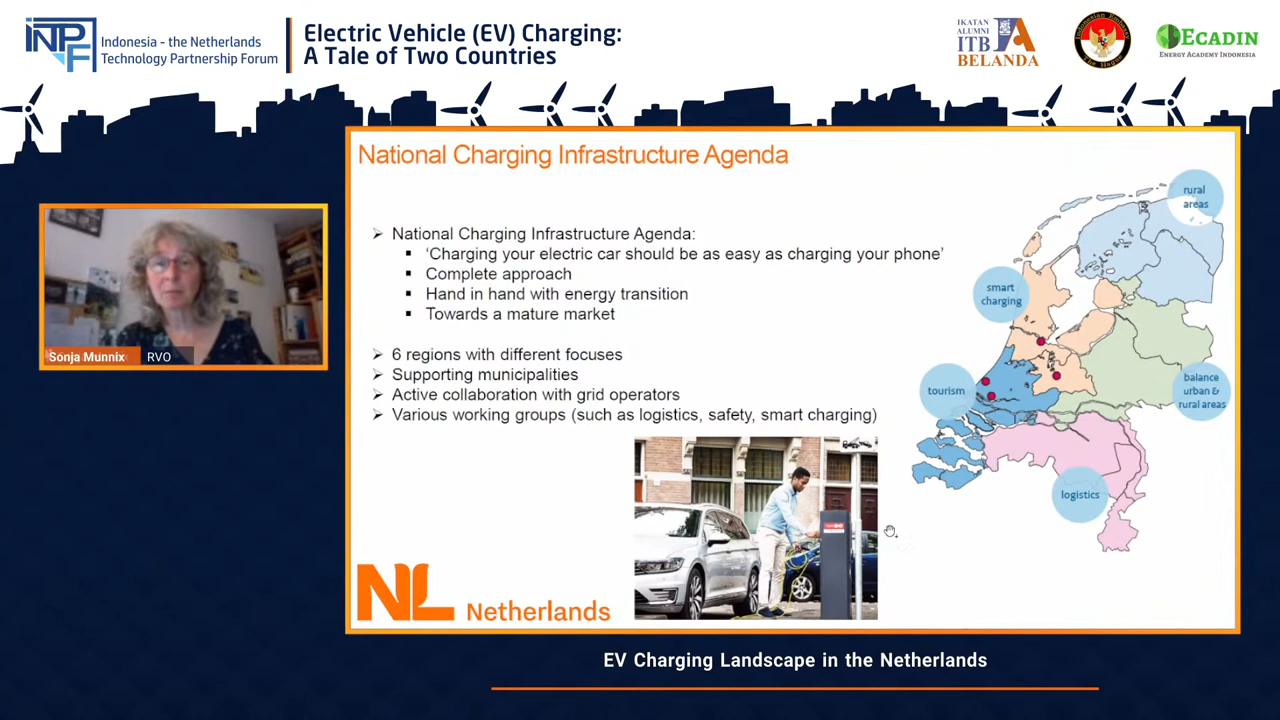 INPF
Indonesia - the Netherlands
Technology Partnership Forum
Electric Vehicle (EV) Charging:
A Tale of Two Countries
IKATAN
ALUMNI
ITB
BELANDA
ECADIN
ENERGY ACADEMY INDONESIA
National Charging Infrastructure Agenda
➢ National Charging Infrastructure Agenda:
▪ ‘Charging your electric car should be as easy as charging your phone’
▪ Complete approach
▪ Hand in hand with energy transition
▪ Towards a mature market
➢ 6 regions with different focuses
➢ Supporting municipalities
➢ Active collaboration with grid operators
➢ Various working groups (such as logistics, safety, smart charging)
rural
areas
smart
charging
tourism
balance
urban &
rural areas
logistics
Sonja Munnix RVO
NL Netherlands
EV Charging Landscape in the Netherlands